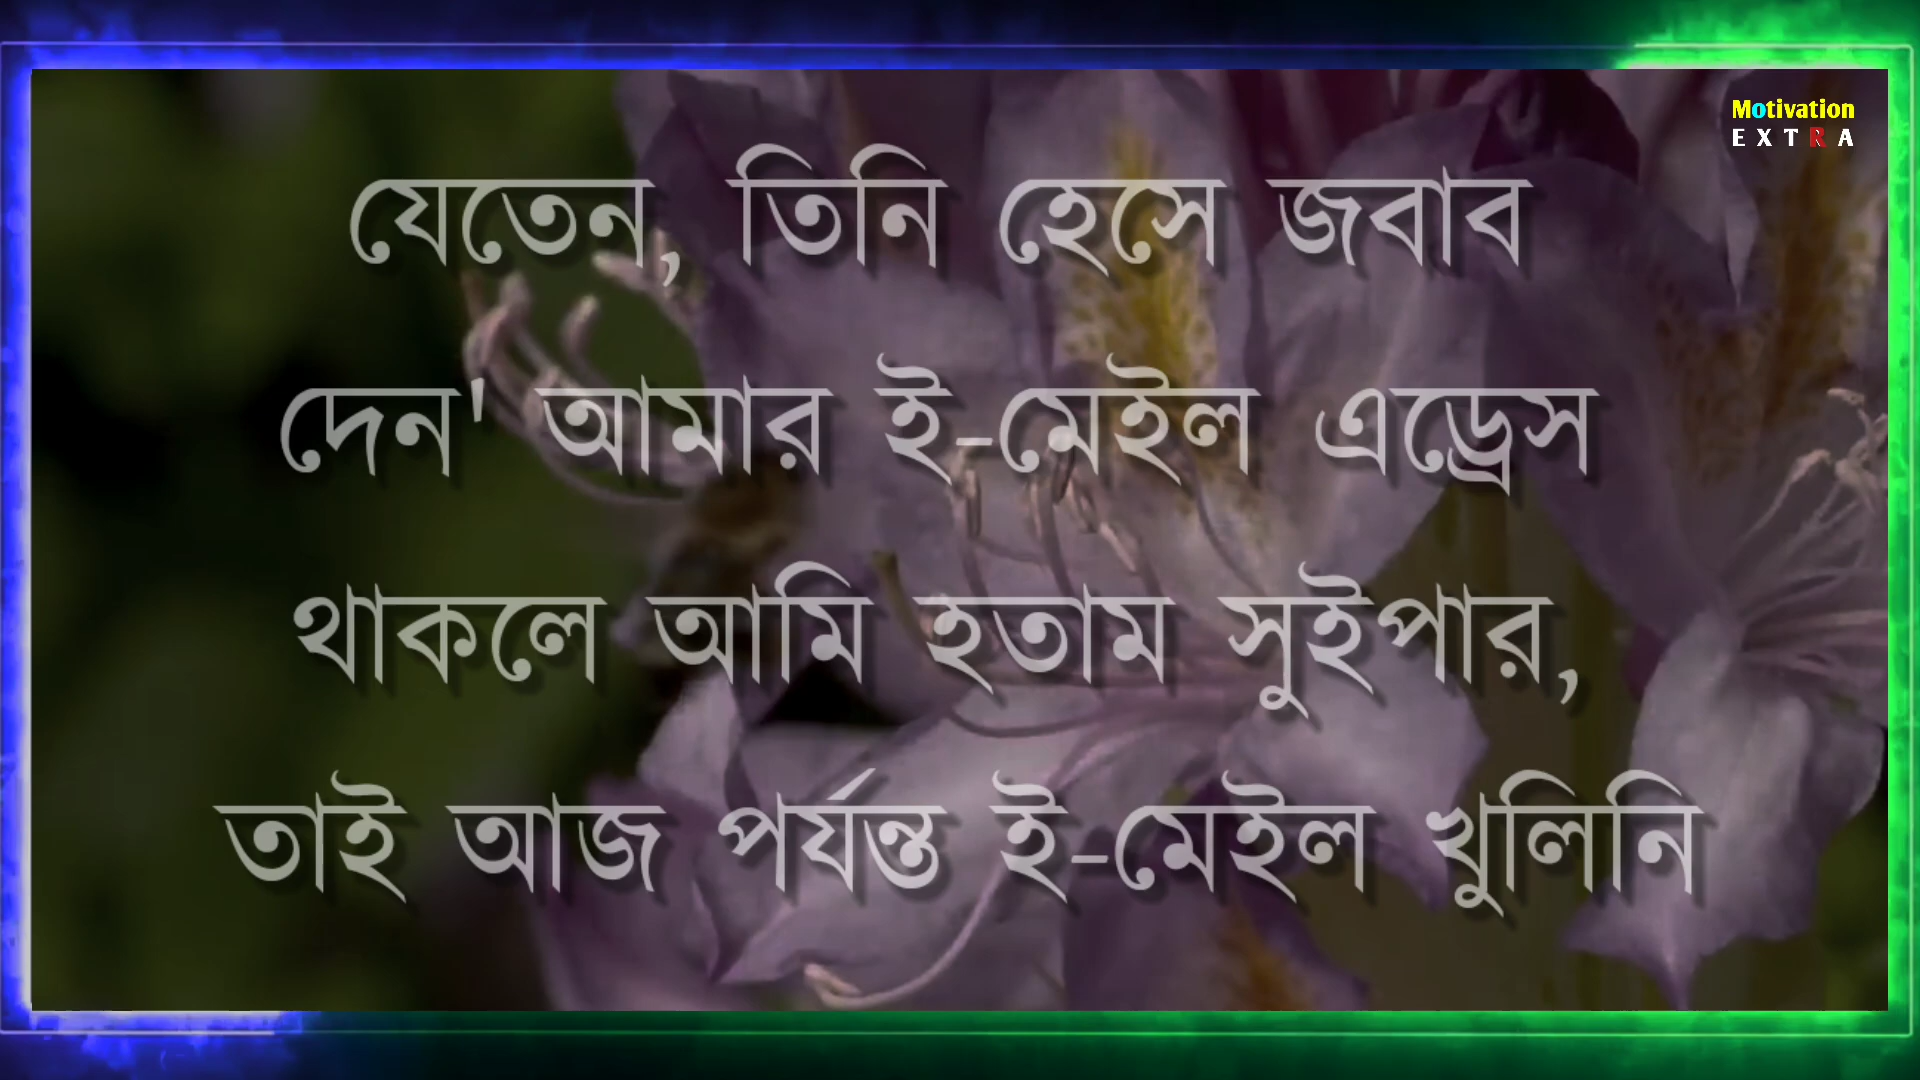 Motivation
EXTRA
যেতেন, তিনি হেসে জবাব
দেন' আমার ই-মেইল এড্রেস
থাকলে আমি হতাম সুইপার,
তাই আজ পর্যন্ত ই-মেইল খুলিনি